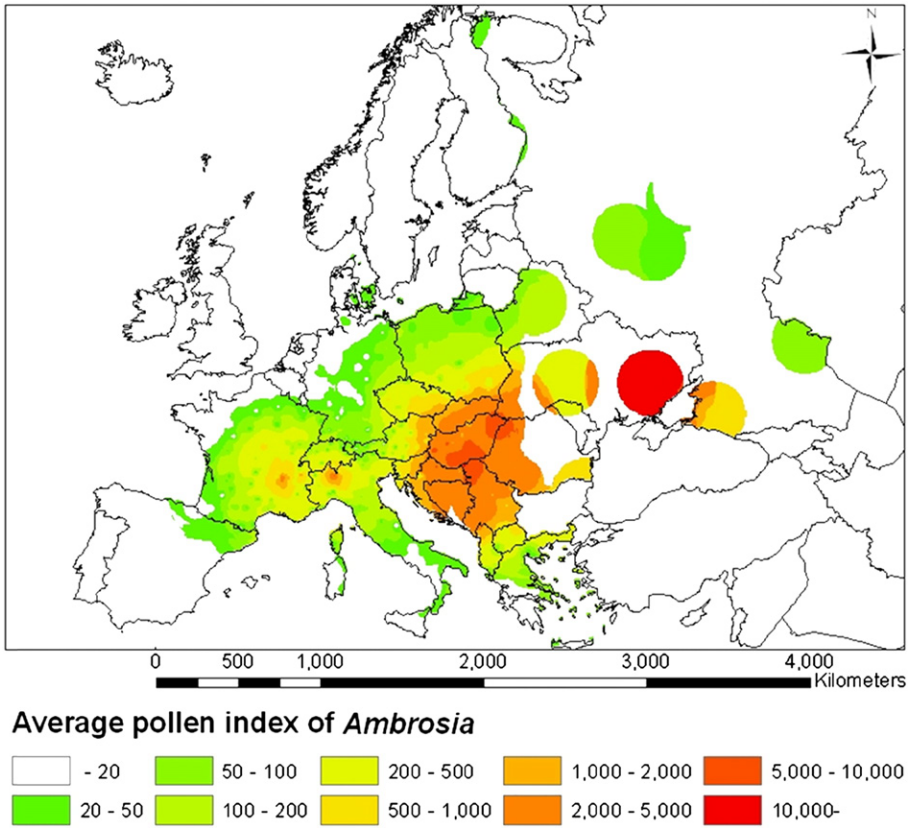 N
0 500 1,000 2,000 3,000 4,000
Kilometers
Average pollen index of Ambrosia
- 20 50 - 100 200 - 500 1,000 - 2,000 5,000 - 10,000
20 - 50 100 - 200 500 - 1,000 2,000 - 5,000 10,000-